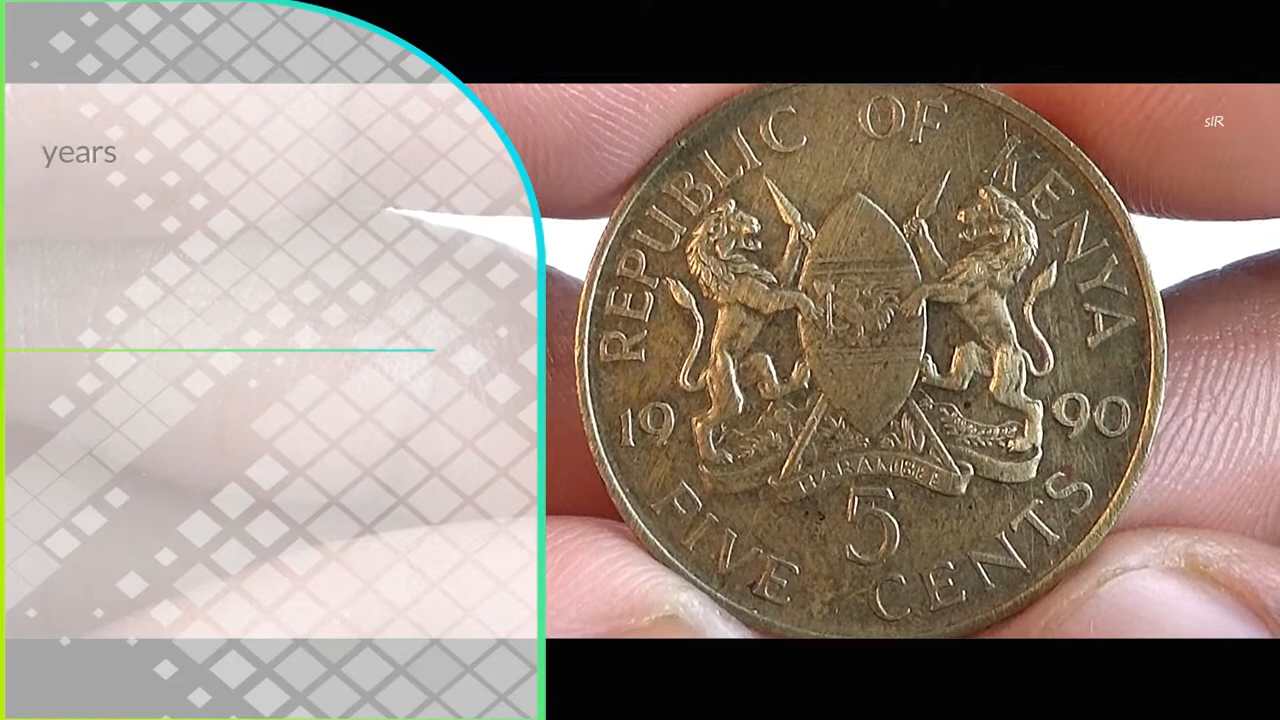 years
sIR
REPUBLIC OF KENYA
19 90
HARAMBEE
5
FIVE CENTS